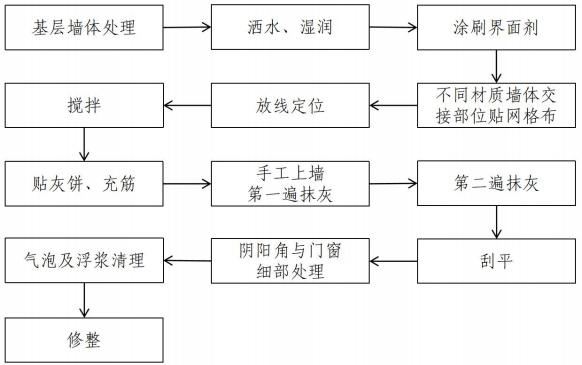 基层墙体处理
洒水、湿润
涂刷界面剂
不同材质墙体交
接部位贴网格布
放线定位
搅拌
贴灰饼、充筋
手工上墙
第一遍抹灰
第二遍抹灰
刮平
阴阳角与门窗
细部处理
气泡及浮浆清理
修整